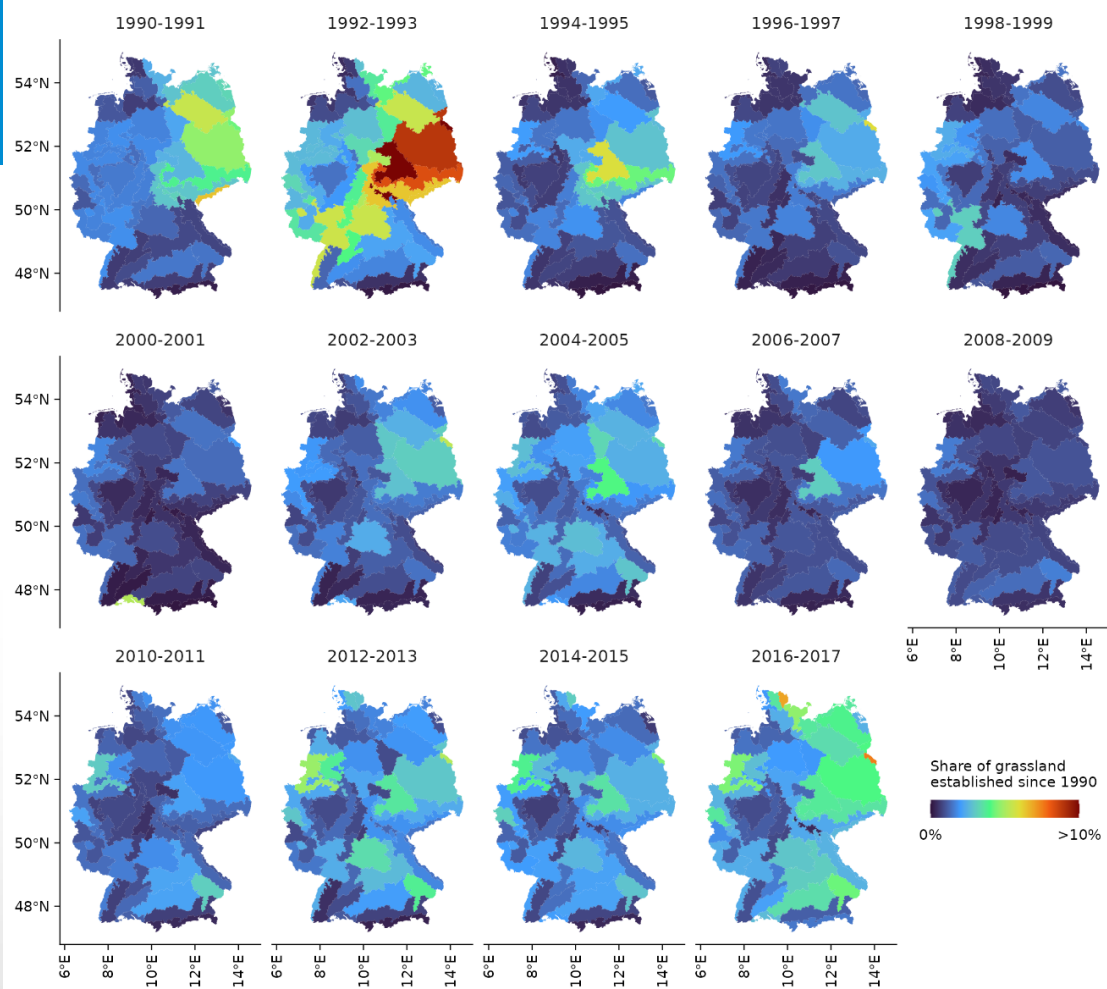 1990-1991
1992-1993
1994-1995
1996-1997
1998-1999
54°N
52°N
50°N
48°N
2000-2001
2002-2003
2004-2005
2006-2007
2008-2009
54°N
52°N
50°N
48°N
6°E
8°E
10°E
12°E
14°E
2010-2011
2012-2013
2014-2015
2016-2017
54°N
52°N
50°N
48°N
Share of grassland
established since 1990
0%
>10%
6°E
8°E
10°E
12°E
14°E
6°E
8°E
10°E
12°E
14°E
6°E
8°E
10°E
12°E
14°E
6°E
8°E
10°E
12°E
14°E